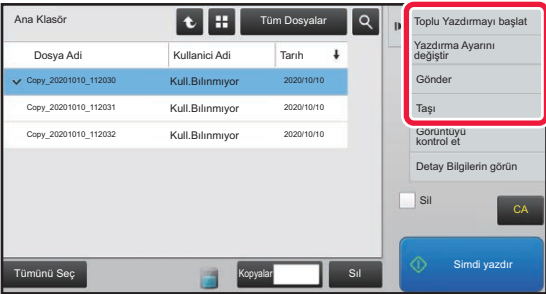 Ana Klasör
Tüm Dosyalar
Dosya Adi
Kullanici Adi
Tarıh
Copy_20201010_112030
Kull.Bılınmıyor
2020/10/10
Copy_20201010_112031
Kull.Bılınmıyor
2020/10/10
Copy_20201010_112032
Kull.Bılınmıyor
2020/10/10
Tümünü Seç
Kopyalar
Sıl
Toplu Yazdırmayı başlat
Yazdırma Ayarını
değiştir
Gönder
Taşı
Görüntüyü
kontrol et
Detay Bilgilerin görün
Sil
CA
Simdi yazdır